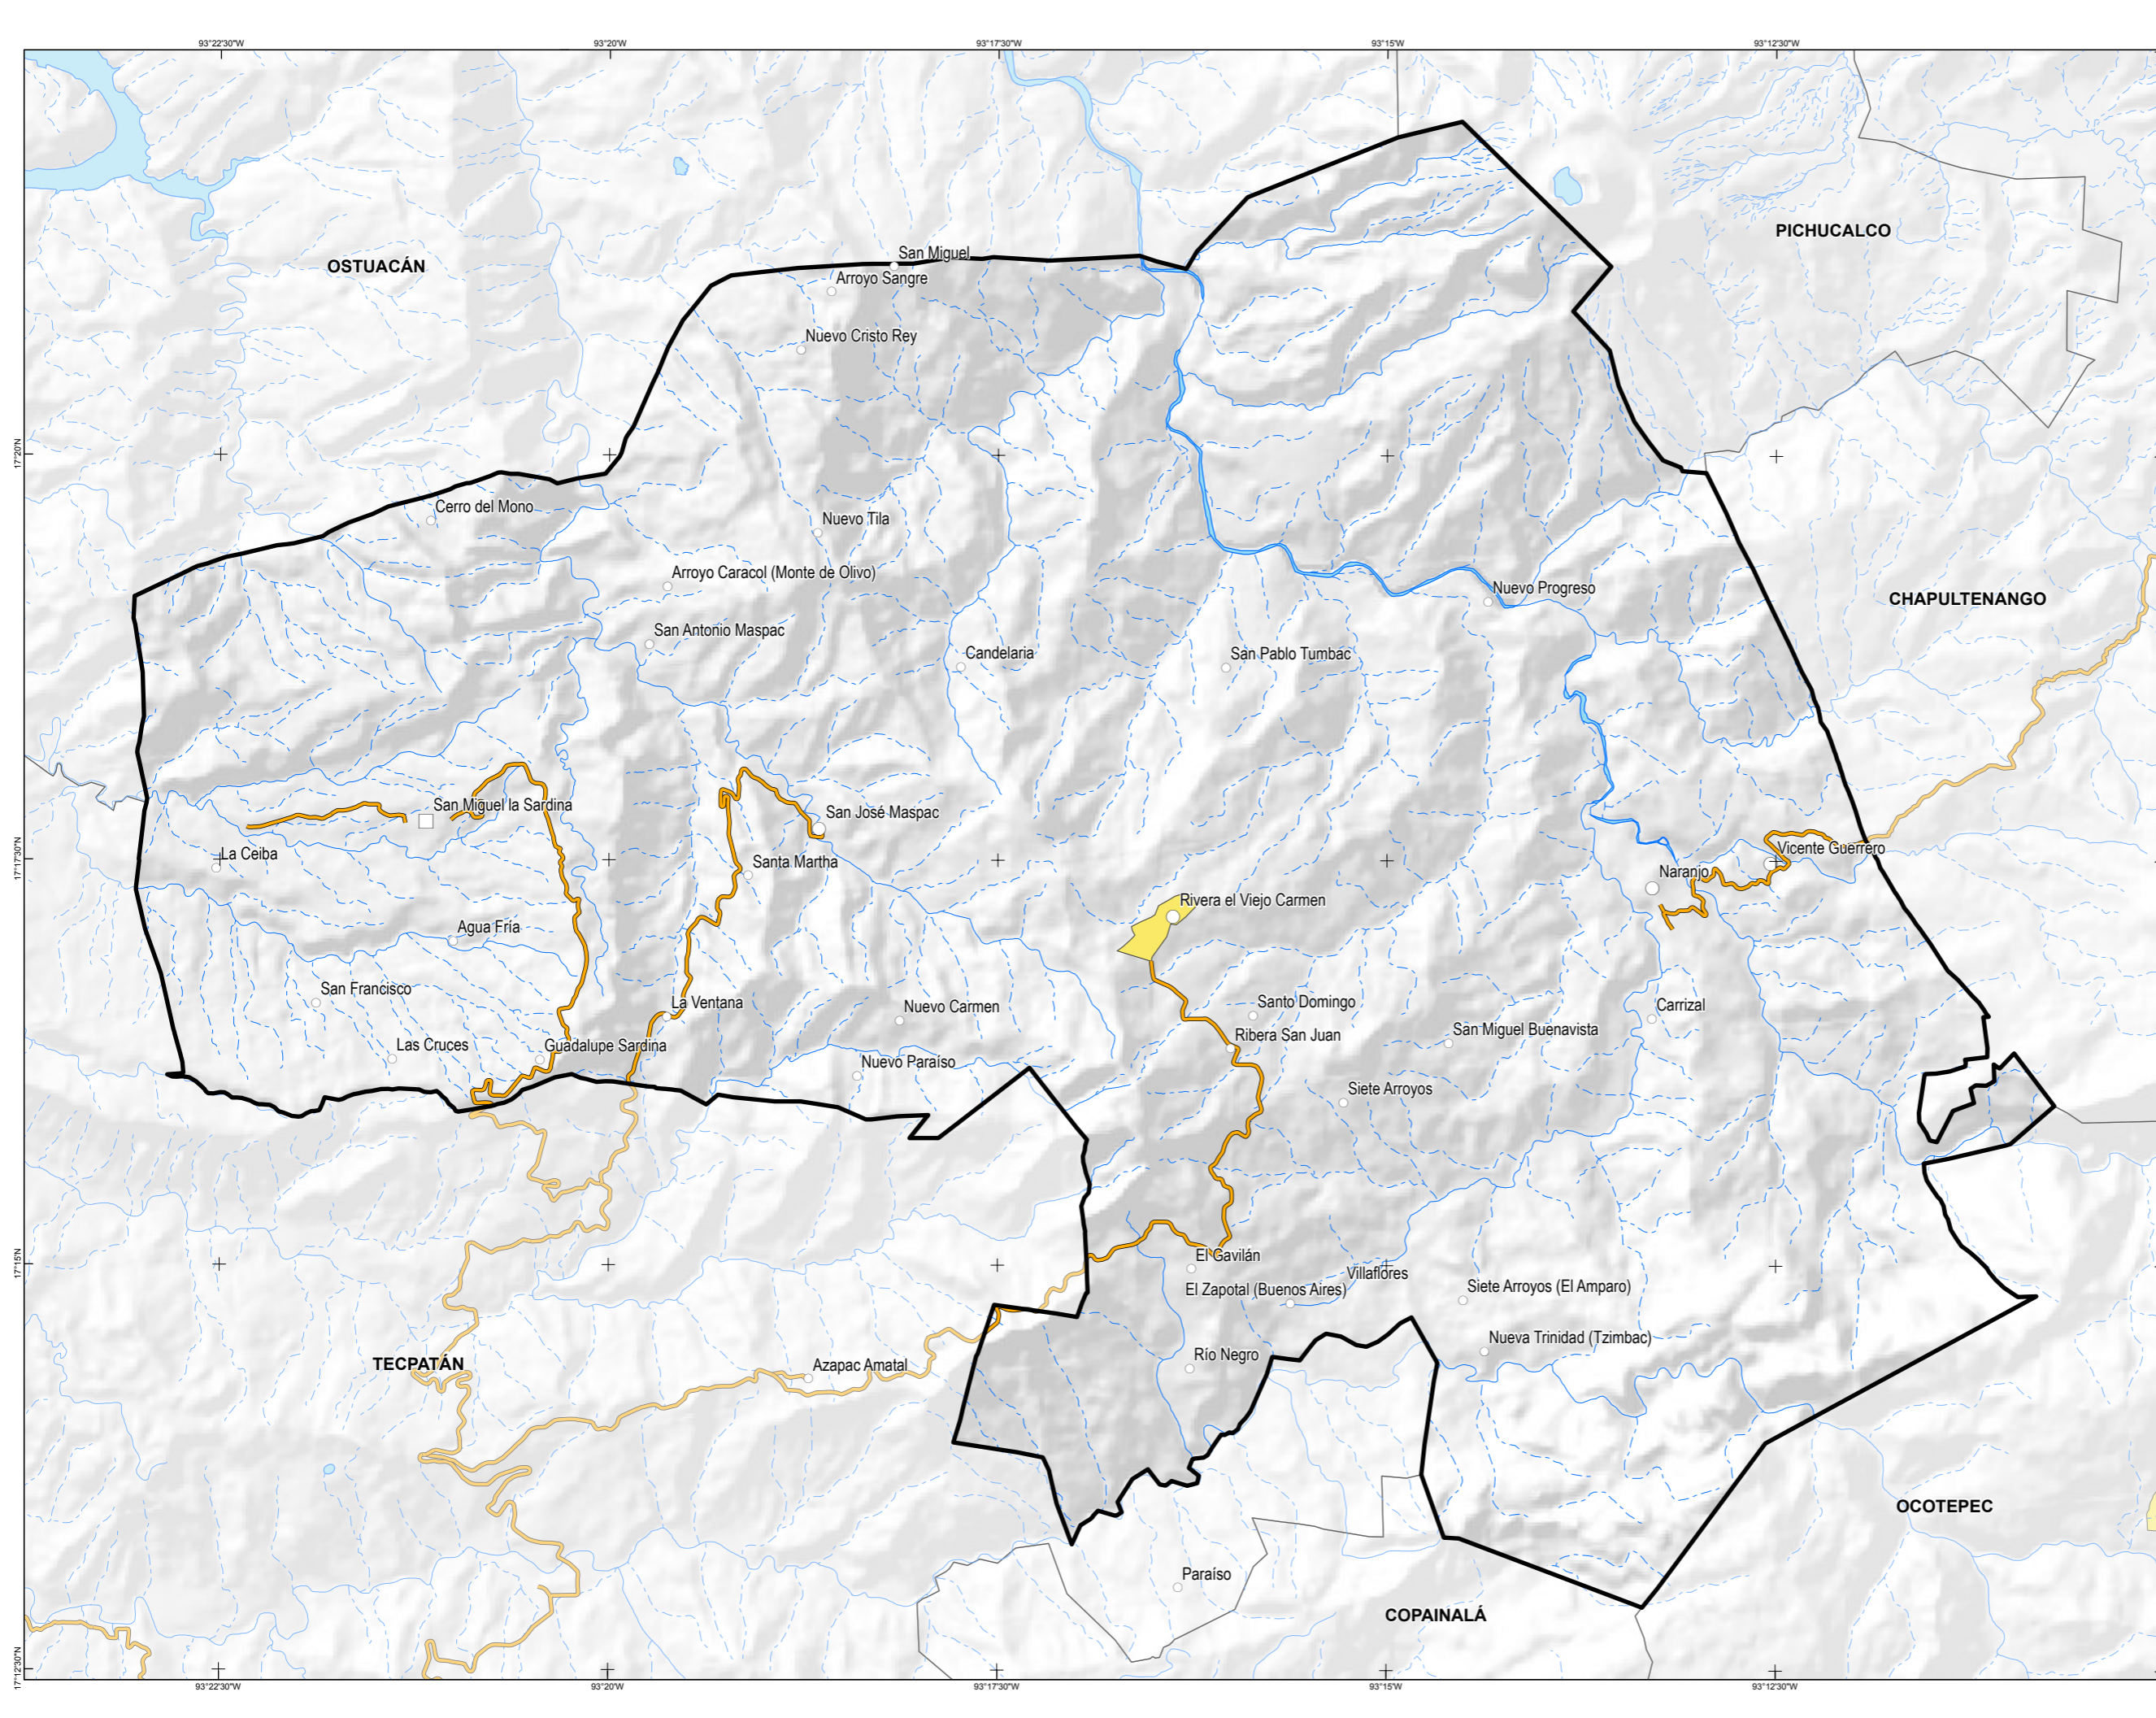 93°22'30"W
93°20'W
93°17'30"W
93°15'W
93°12'30"W
PICHUCALCO
San Miguel
OSTUACÁN
Arroyo Sangre
Nuevo Cristo Rey
17°20'N
Cerro del Mono
Nuevo Tila
Arroyo Caracol (Monte de Olivo)
Nuevo Progreso
CHAPULTENANGO
San Antonio Maspac
Candelaria
San Pablo Tumbac
San Miguel la Sardina
San José Maspac
17°17'30"N
La Ceiba
Santa Martha
Vicente Guerrero
Naranjo
Rivera el Viejo Carmen
Agua Fría
San Francisco
La Ventana
Nuevo Carmen
Santo Domingo
Carrizal
Las Cruces
Guadalupe Sardina
Ribera San Juan
San Miguel Buenavista
Nuevo Paraíso
Siete Arroyos
17°15'N
El Gavilán
Villaflores
El Zapotal (Buenos Aires)
Siete Arroyos (El Amparo)
Nueva Trinidad (Tzimbac)
TECPATÁN
Azapac Amatal
Río Negro
OCOTEPEC
Paraíso
COPAINALÁ
17°12'30"N
93°22'30"W
93°20'W
93°17'30"W
93°15'W
93°12'30"W